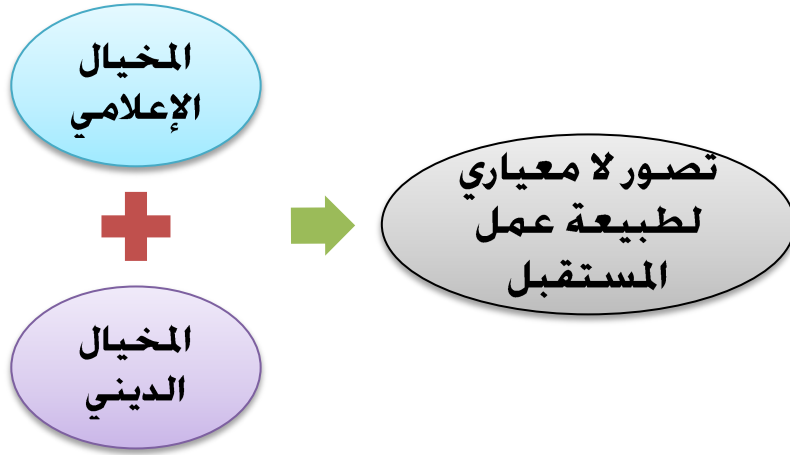 المخيال
الإعلامي
المخيال
الديني
تصور لا معياري
لطبيعة عمل
المستقبل